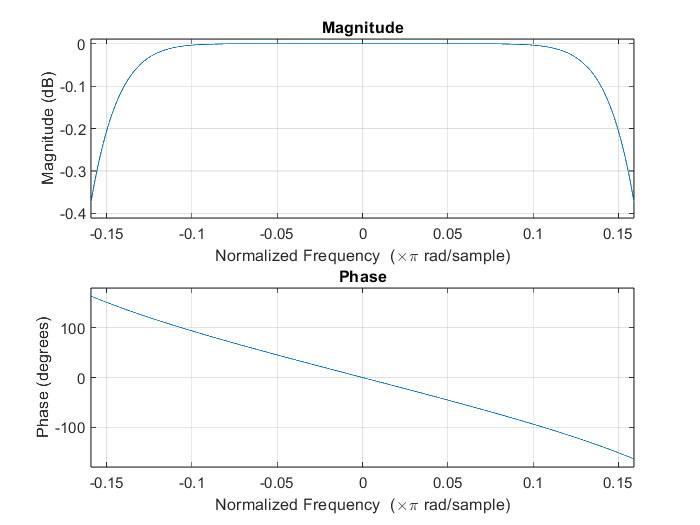 Magnitude
0
-0.1
-0.2
-0.3
-0.4
Magnitude (dB)
-0.15 -0.1 -0.05 0 0.05 0.1 0.15
Normalized Frequency (×π rad/sample)
Phase
100
0
-100
Phase (degrees)
-0.15 -0.1 -0.05 0 0.05 0.1 0.15
Normalized Frequency (×π rad/sample)